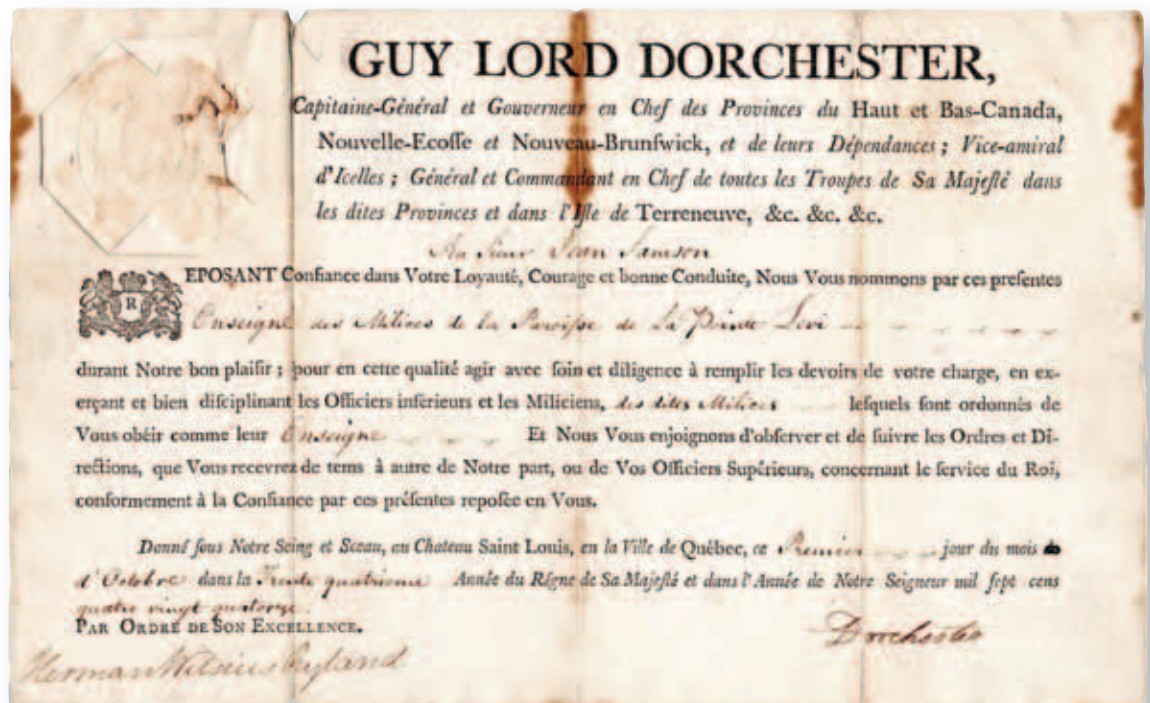 GUY LORD DORCHESTER,
Capitaine-Général et Gouverneur en Chef des Provinces du Haut et Bas-Canada,
Nouvelle-Ecoſſe et Nouveau-Brunſwick, et de leurs Dépendances ; Vice-amiral
d'Icelles ; Général et Commandant en Chef de toutes les Troupes de Sa Majeſté dans
les dites Provinces et dans l'Iſle de Terreneuve, &c. &c. &c.
Au Sieur Jean Samson
R
EPOSANT Confiance dans Votre Loyauté, Courage et bonne Conduite, Nous Vous nommons par ces preſentes
Enseigne des Milices de la Paroisse de La Pointe Levi
durant Notre bon plaiſir ; pour en cette qualité agir avec ſoin et diligence à remplir les devoirs de votre charge, en ex-
erçant et bien diſciplinant les Officiers inférieurs et les Miliciens, des dites Milices leſquels ſont ordonnés de
Vous obéir comme leur Enseigne Et Nous Vous enjoignons d'obſerver et de ſuivre les Ordres et Di-
rections, que Vous recevrez de tems à autre de Notre part, ou de Vos Officiers Supérieurs, concernant le ſervice du Roi,
conformement à la Confiance par ces préſentes repoſée en Vous.
Donné ſous Notre Seing et Sceau, au Chateau Saint Louis, en la Ville de Québec, ce Premier jour du mois
d'Octobre dans la Trente quatrieme Année du Régne de Sa Majeſté et dans l'Année de Notre Seigneur mil ſept cens
quatre vingt quatorze.
PAR ORDRE DE SON EXCELLENCE.
Dorchester
Herman Witsius Ryland